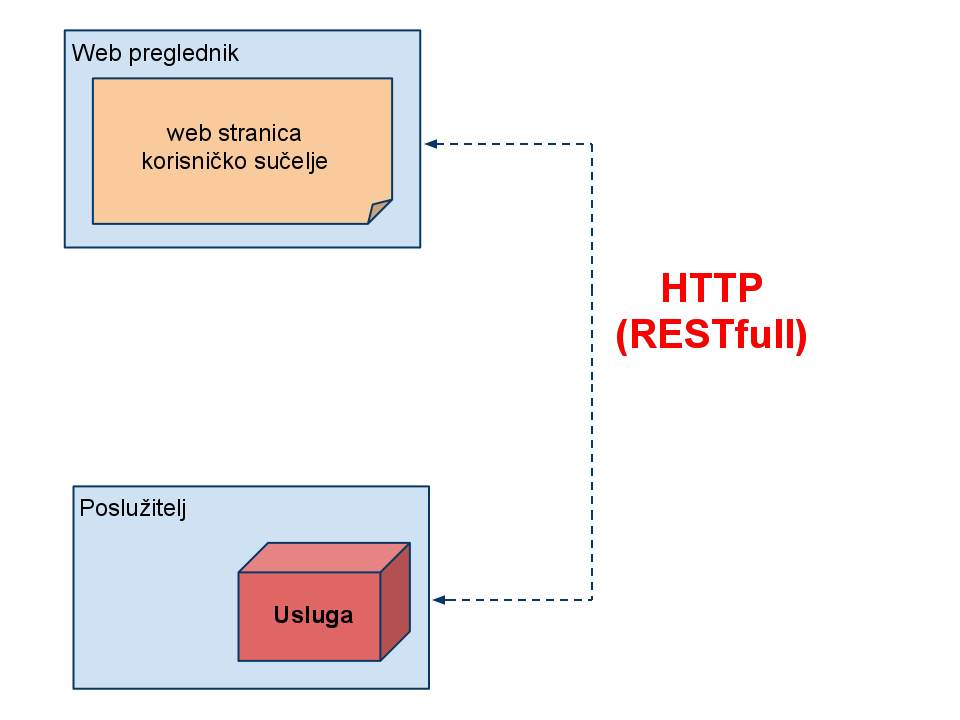 Web preglednik
web stranica
korisničko sučelje
HTTP
(RESTfull)
Poslužitelj
Usluga